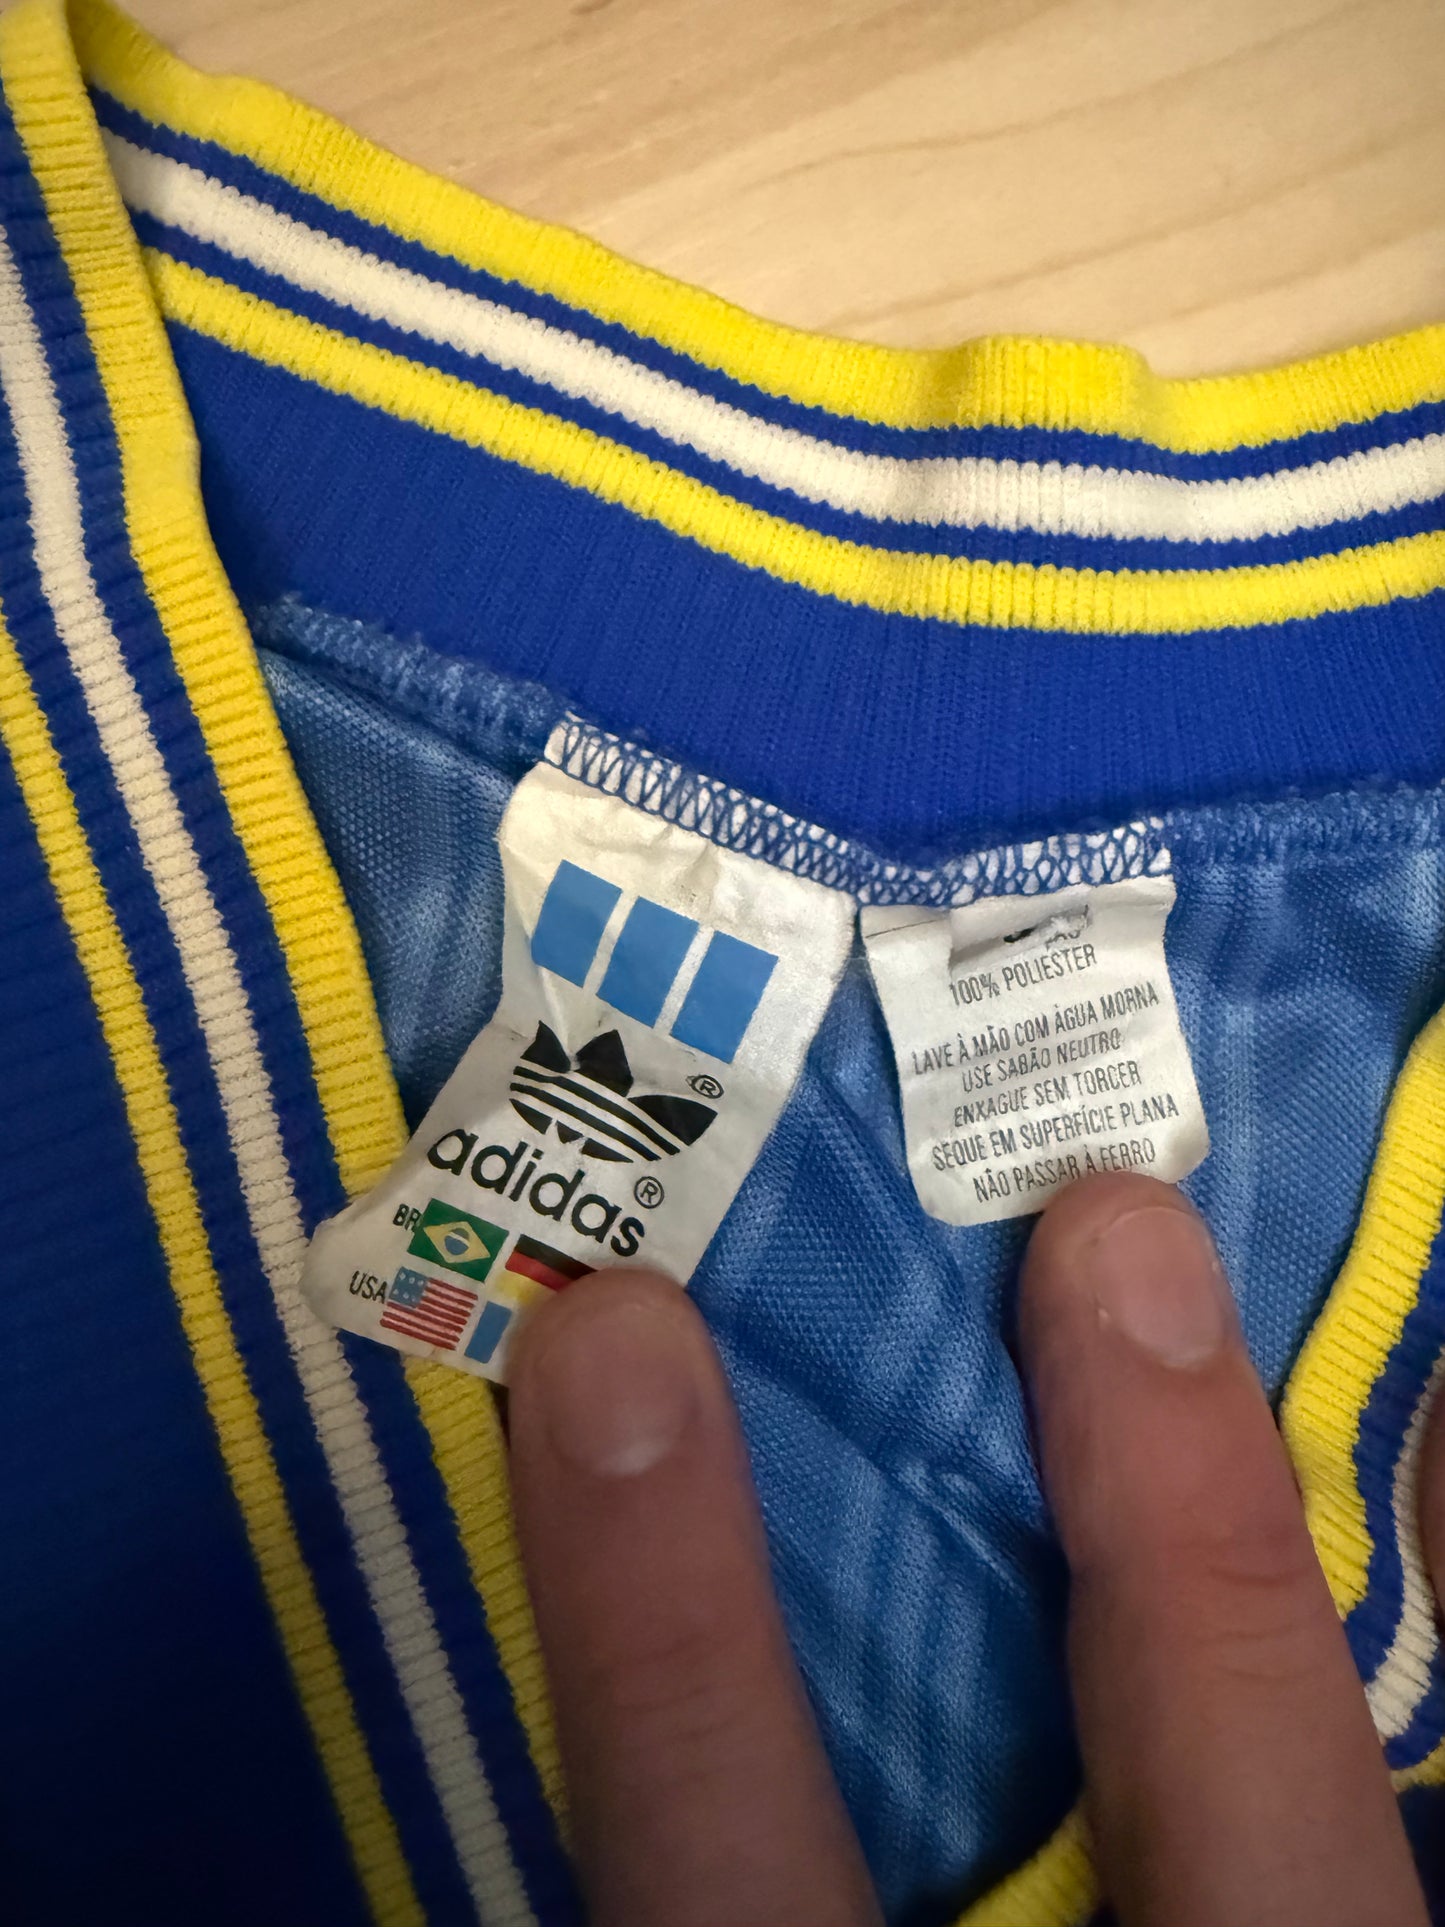 ®
adidas®
BR
USA
100% POLIESTER
LAVE À MÃO COM ÁGUA MORNA
USE SABÃO NEUTRO
ENXAGUE SEM TORCER
SEQUE EM SUPERFÍCIE PLANA
NÃO PASSAR À FERRO